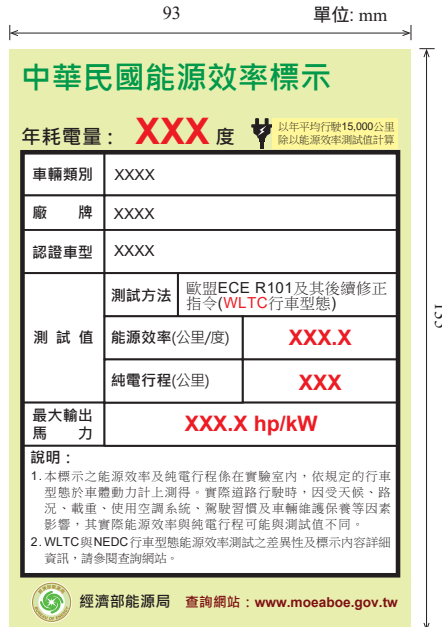 93
單位: mm
中華民國能源效率標示
年耗電量： XXX 度
以年平均行駛15,000公里
除以能源效率測試值計算
車輛類別 XXXX
廠 牌 XXXX
認證車型 XXXX
測 試 值
測試方法
歐盟ECE R101及其後續修正
指令(WLTC行車型態)
能源效率(公里/度) XXX.X
純電行程(公里) XXX
最大輸出
馬 力
XXX.X hp/kW
說明：
1. 本標示之能源效率及純電行程係在實驗室內，依規定的行車
型態於車體動力計上測得。實際道路行駛時，因受天候、路
況、載重、使用空調系統、駕駛習慣及車輛維護保養等因素
影響，其實際能源效率與純電行程可能與測試值不同。
2. WLTC與NEDC行車型態能源效率測試之差異性及標示內容詳細
資訊，請參閱查詢網站。
經濟部能源局 查詢網站：www.moeaboe.gov.tw